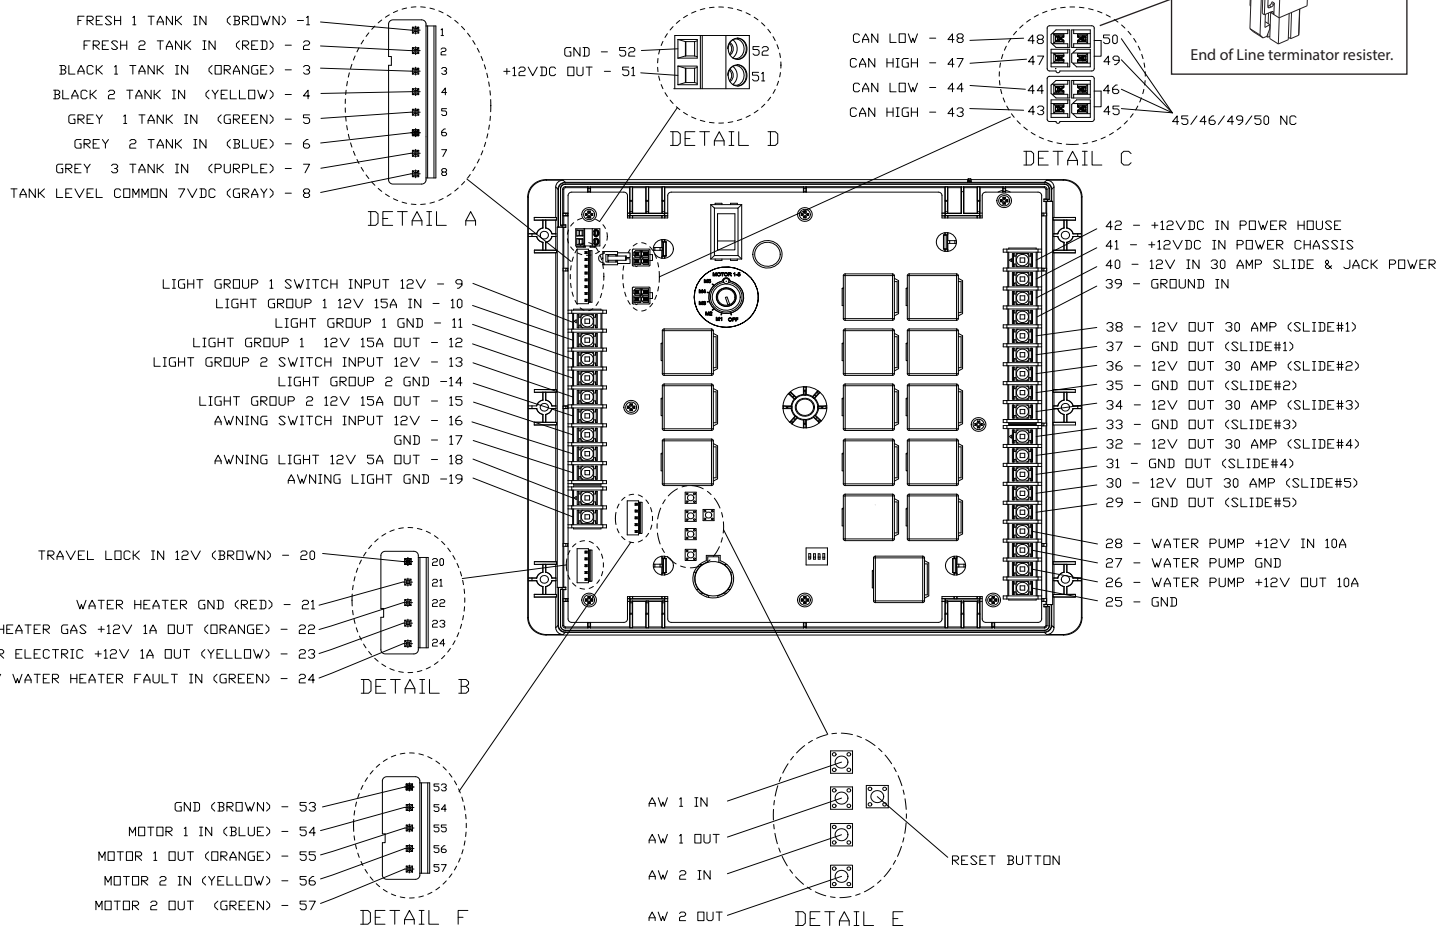 FRESH 1 TANK IN (BROWN) -1
FRESH 2 TANK IN (RED) - 2
BLACK 1 TANK IN (ORANGE) - 3
BLACK 2 TANK IN (YELLOW) - 4
GREY 1 TANK IN (GREEN) - 5
GREY 2 TANK IN (BLUE) - 6
GREY 3 TANK IN (PURPLE) - 7
TANK LEVEL COMMON 7VDC (GRAY) - 8
1
2
3
4
5
6
7
8
DETAIL A
GND - 52
+12VDC OUT - 51
52
51
DETAIL D
CAN LOW - 48
CAN HIGH - 47
CAN LOW - 44
CAN HIGH - 43
48
47
44
43
50
49
46
45
45/46/49/50 NC
DETAIL C
End of Line terminator resister.
LIGHT GROUP 1 SWITCH INPUT 12V - 9
LIGHT GROUP 1 12V 15A IN - 10
LIGHT GROUP 1 GND - 11
LIGHT GROUP 1 12V 15A OUT - 12
LIGHT GROUP 2 SWITCH INPUT 12V - 13
LIGHT GROUP 2 GND -14
LIGHT GROUP 2 12V 15A OUT - 15
AWNING SWITCH INPUT 12V - 16
GND - 17
AWNING LIGHT 12V 5A OUT - 18
AWNING LIGHT GND -19
MOTOR 1-5
M5
M4
M3
M2
M1
OFF
42 - +12VDC IN POWER HOUSE
41 - +12VDC IN POWER CHASSIS
40 - 12V IN 30 AMP SLIDE & JACK POWER
39 - GROUND IN
38 - 12V OUT 30 AMP (SLIDE#1)
37 - GND OUT (SLIDE#1)
36 - 12V OUT 30 AMP (SLIDE#2)
35 - GND OUT (SLIDE#2)
34 - 12V OUT 30 AMP (SLIDE#3)
33 - GND OUT (SLIDE#3)
32 - 12V OUT 30 AMP (SLIDE#4)
31 - GND OUT (SLIDE#4)
30 - 12V OUT 30 AMP (SLIDE#5)
29 - GND OUT (SLIDE#5)
28 - WATER PUMP +12V IN 10A
27 - WATER PUMP GND
26 - WATER PUMP +12V OUT 10A
25 - GND
TRAVEL LOCK IN 12V (BROWN) - 20
WATER HEATER GND (RED) - 21
HEATER GAS +12V 1A OUT (ORANGE) - 22
ELECTRIC +12V 1A OUT (YELLOW) - 23
WATER HEATER FAULT IN (GREEN) - 24
20
21
22
23
24
DETAIL B
GND (BROWN) - 53
MOTOR 1 IN (BLUE) - 54
MOTOR 1 OUT (ORANGE) - 55
MOTOR 2 IN (YELLOW) - 56
MOTOR 2 OUT (GREEN) - 57
53
54
55
56
57
DETAIL F
AW 1 IN
AW 1 OUT
AW 2 IN
AW 2 OUT
RESET BUTTON
DETAIL E